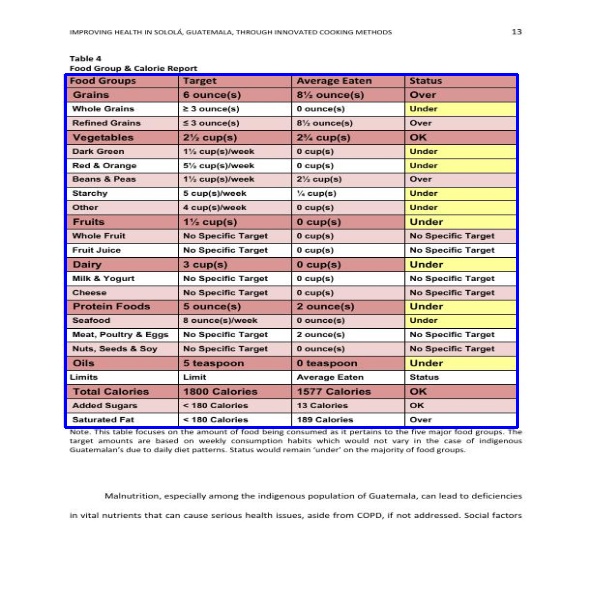 IMPROVING HEALTH IN SOLOLÁ, GUATEMALA, THROUGH INNOVATED COOKING METHODS 13
Table 4
Food Group & Calorie Report
Food Groups Target Average Eaten Status
Grains 6 ounce(s) 8½ ounce(s) Over
Whole Grains ≥ 3 ounce(s) 0 ounce(s) Under
Refined Grains ≤ 3 ounce(s) 8½ ounce(s) Over
Vegetables 2½ cup(s) 2¾ cup(s) OK
Dark Green 1½ cup(s)/week 0 cup(s) Under
Red & Orange 5½ cup(s)/week 0 cup(s) Under
Beans & Peas 1½ cup(s)/week 2½ cup(s) Over
Starchy 5 cup(s)/week ¼ cup(s) Under
Other 4 cup(s)/week 0 cup(s) Under
Fruits 1½ cup(s) 0 cup(s) Under
Whole Fruit No Specific Target 0 cup(s) No Specific Target
Fruit Juice No Specific Target 0 cup(s) No Specific Target
Dairy 3 cup(s) 0 cup(s) Under
Milk & Yogurt No Specific Target 0 cup(s) No Specific Target
Cheese No Specific Target 0 cup(s) No Specific Target
Protein Foods 5 ounce(s) 2 ounce(s) Under
Seafood 8 ounce(s)/week 0 ounce(s) Under
Meat, Poultry & Eggs No Specific Target 2 ounce(s) No Specific Target
Nuts, Seeds & Soy No Specific Target 0 ounce(s) No Specific Target
Oils 5 teaspoon 0 teaspoon Under
Limits Limit Average Eaten Status
Total Calories 1800 Calories 1577 Calories OK
Added Sugars < 180 Calories 13 Calories OK
Saturated Fat < 180 Calories 189 Calories Over
Note. This table focuses on the amount of food being consumed as it pertains to the five major food groups. The
target amounts are based on weekly consumption habits which would not vary in the case of indigenous
Guatemalan's due to daily diet patterns. Status would remain 'under' on the majority of food groups.
Malnutrition, especially among the indigenous population of Guatemala, can lead to deficiencies
in vital nutrients that can cause serious health issues, aside from COPD, if not addressed. Social factors